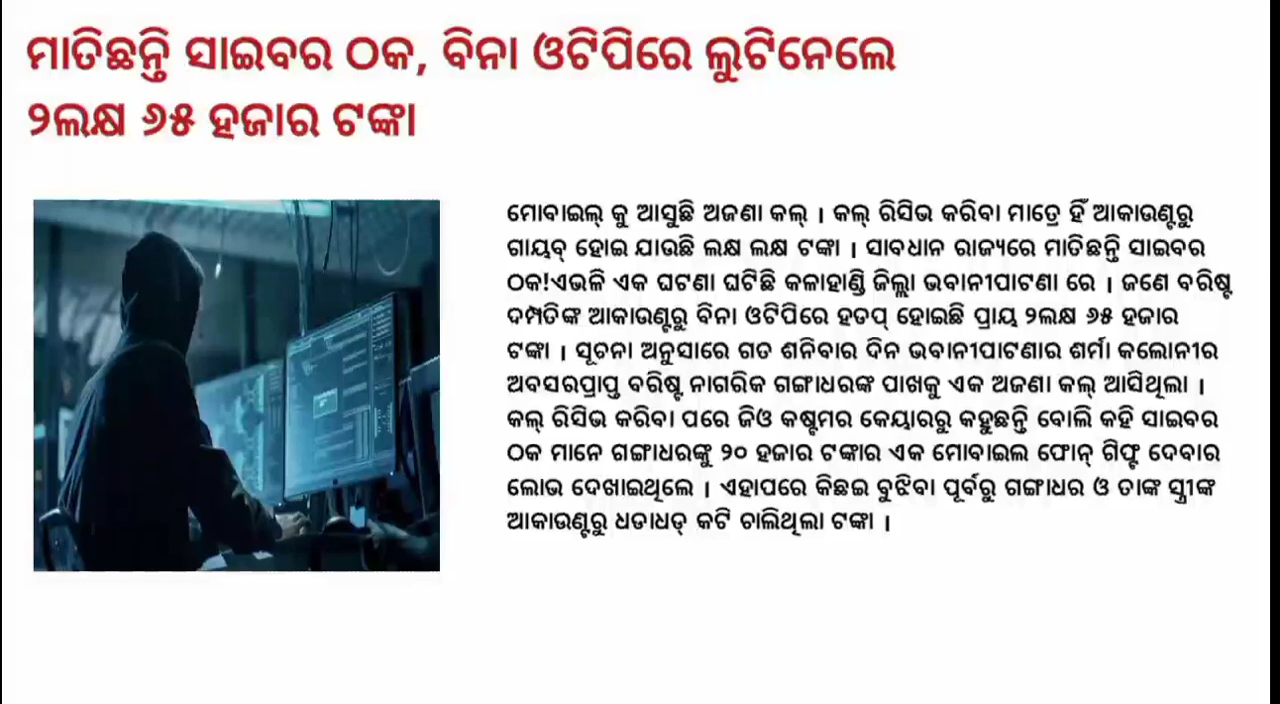 ମାତିଛନ୍ତି ସାଇବର ଠକ, ବିନା ଓଟିପିରେ ଲୁଟିନେଲେ
୨ଲକ୍ଷ ୬୫ ହଜାର ଟଙ୍କା
ମୋବାଇଲ୍ କୁ ଆସୁଛି ଅଜଣା କଲ୍ । କଲ୍ ରିସିଭ କରିବା ମାତ୍ରେ ହିଁ ଆକାଉଣ୍ଟରୁ
ଗାୟବ୍ ହୋଇ ଯାଉଛି ଲକ୍ଷ ଲକ୍ଷ ଟଙ୍କା । ସାବଧାନ ରାଜ୍ୟରେ ମାତିଛନ୍ତି ସାଇବର
ଠକ!ଏଭଳି ଏକ ଘଟଣା ଘଟିଛି କଳାହାଣ୍ଡି ଜିଲ୍ଲା ଭବାନୀପାଟଣା ରେ । ଜଣେ ବରିଷ୍ଟ
ଦମ୍ପତିଙ୍କ ଆକାଉଣ୍ଟରୁ ବିନା ଓଟିପିରେ ହଡପ୍ ହୋଇଛି ପ୍ରାୟ ୨ଲକ୍ଷ ୬୫ ହଜାର
ଟଙ୍କା । ସୂଚନା ଅନୁସାରେ ଗତ ଶନିବାର ଦିନ ଭବାନୀପାଟଣାର ଶର୍ମା କଲୋନୀର
ଅବସରପ୍ରାପ୍ତ ବରିଷ୍ଟ ନାଗରିକ ଗଙ୍ଗାଧରଙ୍କ ପାଖକୁ ଏକ ଅଜଣା କଲ୍ ଆସିଥିଲା ।
କଲ୍ ରିସିଭ କରିବା ପରେ ଜିଓ କଷ୍ଟମର କେୟାରରୁ କହୁଛନ୍ତି ବୋଲି କହି ସାଇବର
ଠକ ମାନେ ଗଙ୍ଗାଧରଙ୍କୁ ୨୦ ହଜାର ଟଙ୍କାର ଏକ ମୋବାଇଲ ଫୋନ୍ ଗିଫ୍ଟ ଦେବାର
ଲୋଭ ଦେଖାଇଥିଲେ । ଏହାପରେ କିଛଇ ବୁଝିବା ପୂର୍ବରୁ ଗଙ୍ଗାଧର ଓ ତାଙ୍କ ସ୍ତ୍ରୀଙ୍କ
ଆକାଉଣ୍ଟରୁ ଧଡାଧଡ୍ କଟି ଚାଲିଥିଲା ଟଙ୍କା ।